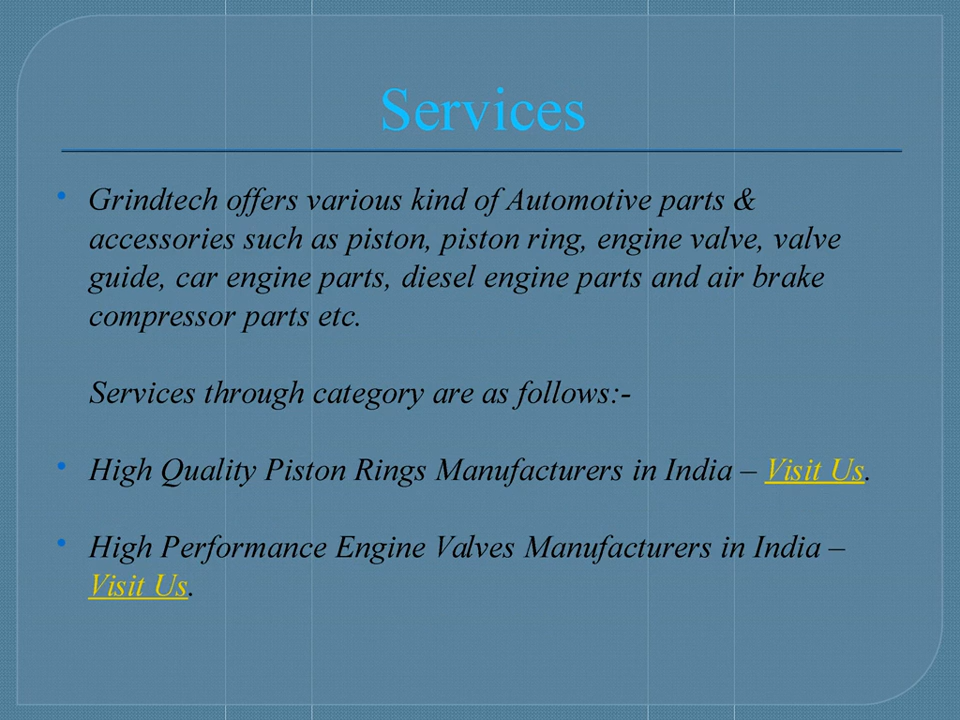 Services
• Grindtech offers various kind of Automotive parts &
accessories such as piston, piston ring, engine valve, valve
guide, car engine parts, diesel engine parts and air brake
compressor parts etc.
Services through category are as follows:-
• High Quality Piston Rings Manufacturers in India – Visit Us.
• High Performance Engine Valves Manufacturers in India –
Visit Us.